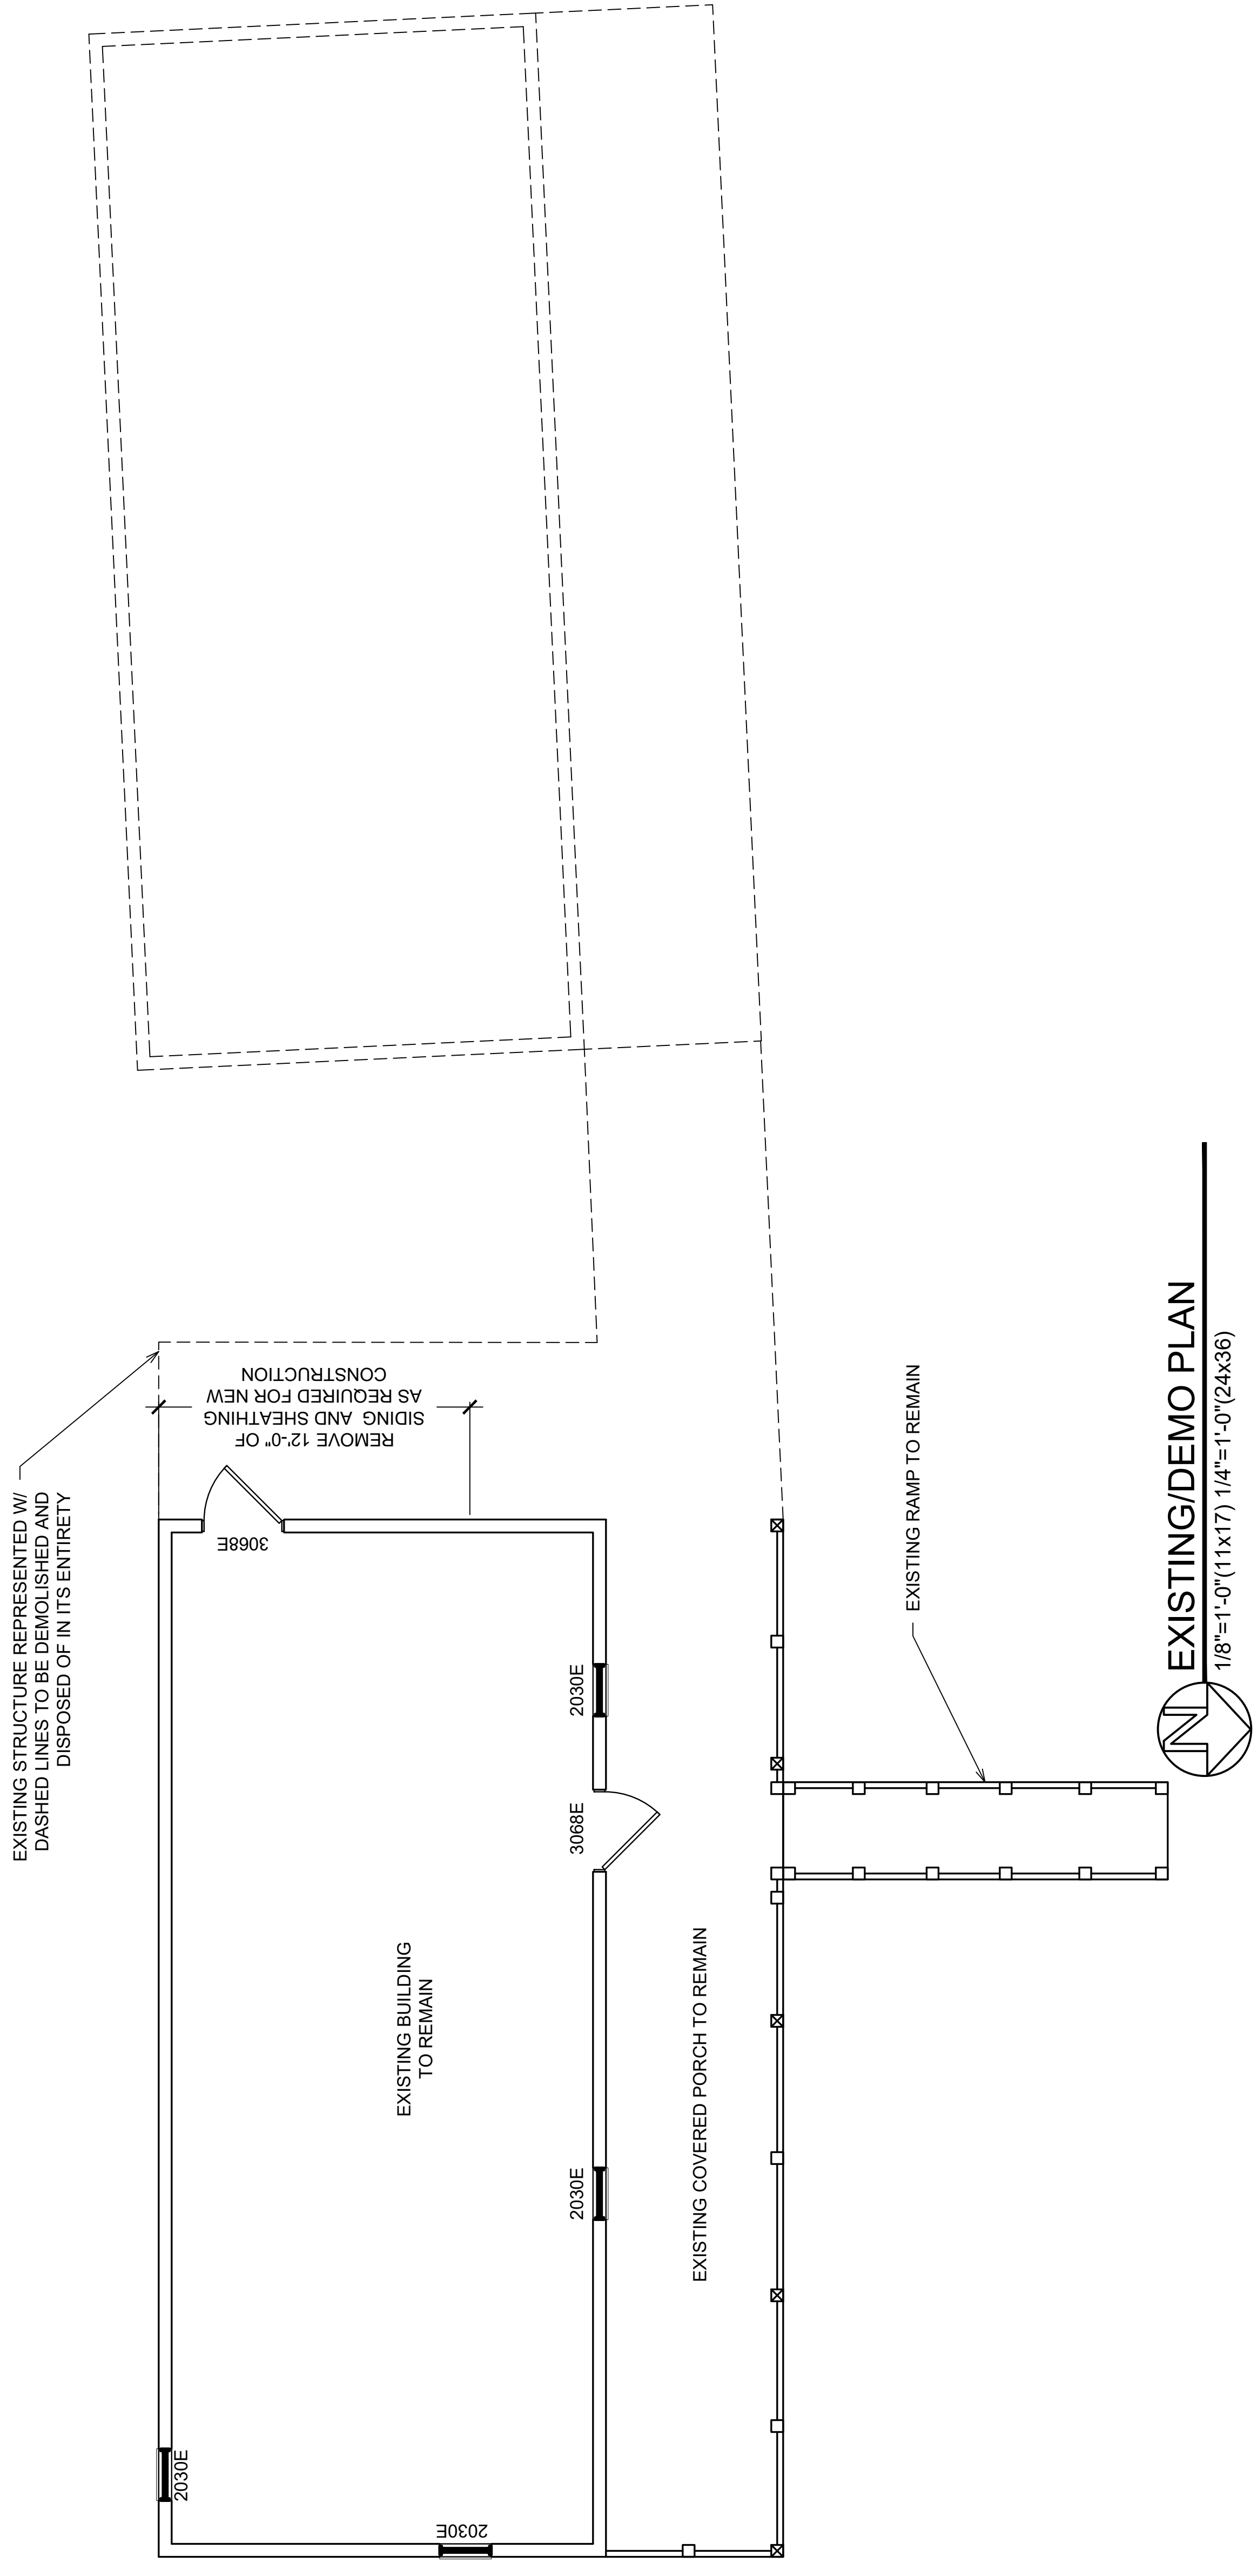 EXISTING STRUCTURE REPRESENTED W/
DASHED LINES TO BE DEMOLISHED AND
DISPOSED OF IN ITS ENTIRETY
REMOVE 12'-0" OF
SIDING AND SHEATHING
AS REQUIRED FOR NEW
CONSTRUCTION
3068E
2030E
3068E
2030E
2030E
2030E
EXISTING BUILDING
TO REMAIN
EXISTING COVERED PORCH TO REMAIN
EXISTING RAMP TO REMAIN
N
EXISTING/DEMO PLAN
1/8"=1'-0"(11x17) 1/4"=1'-0"(24x36)